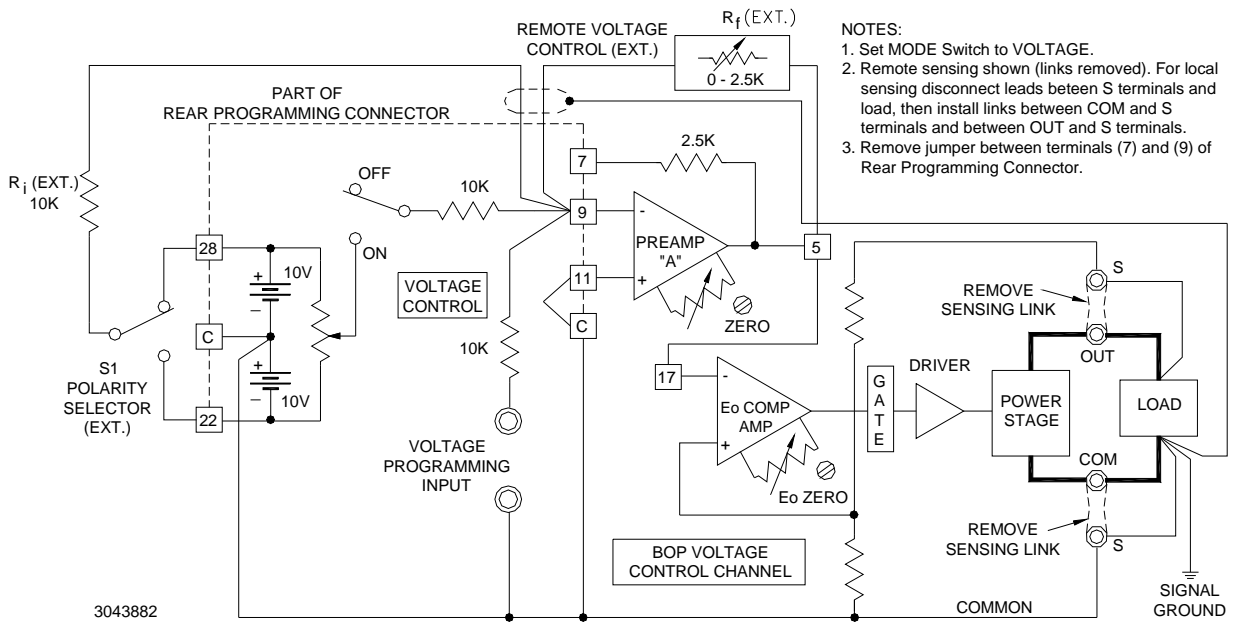 REMOTE VOLTAGE
CONTROL (EXT.)
Rf (EXT.)
0 - 2.5K
NOTES:
1. Set MODE Switch to VOLTAGE.
2. Remote sensing shown (links removed). For local
sensing disconnect leads beteen S terminals and
load, then install links between COM and S
terminals and between OUT and S terminals.
3. Remove jumper between terminals (7) and (9) of
Rear Programming Connector.
PART OF
REAR PROGRAMMING CONNECTOR
Ri (EXT.)
10K
OFF
ON
10K
7
2.5K
9
-
PREAMP
"A"
+
11
C
ZERO
5
28
+
10V
–
C
+
10V
–
22
S1
POLARITY
SELECTOR
(EXT.)
VOLTAGE
CONTROL
10K
VOLTAGE
PROGRAMMING
INPUT
17
-
Eo COMP
AMP
+
Eo ZERO
GATE
DRIVER
POWER
STAGE
S
REMOVE
SENSING LINK
OUT
LOAD
COM
REMOVE
SENSING LINK
S
BOP VOLTAGE
CONTROL CHANNEL
COMMON
SIGNAL
GROUND
3043882